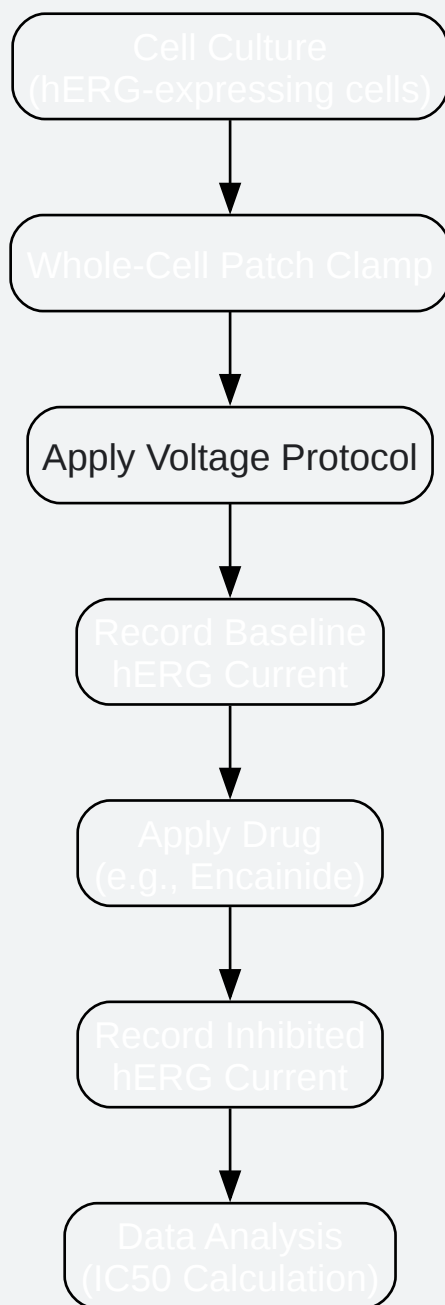 Cell Culture
(hERG-expressing cells)
Whole-Cell Patch Clamp
Apply Voltage Protocol
Record Baseline
hERG Current
Apply Drug
(e.g., Encainide)
Record Inhibited
hERG Current
Data Analysis
(IC50 Calculation)